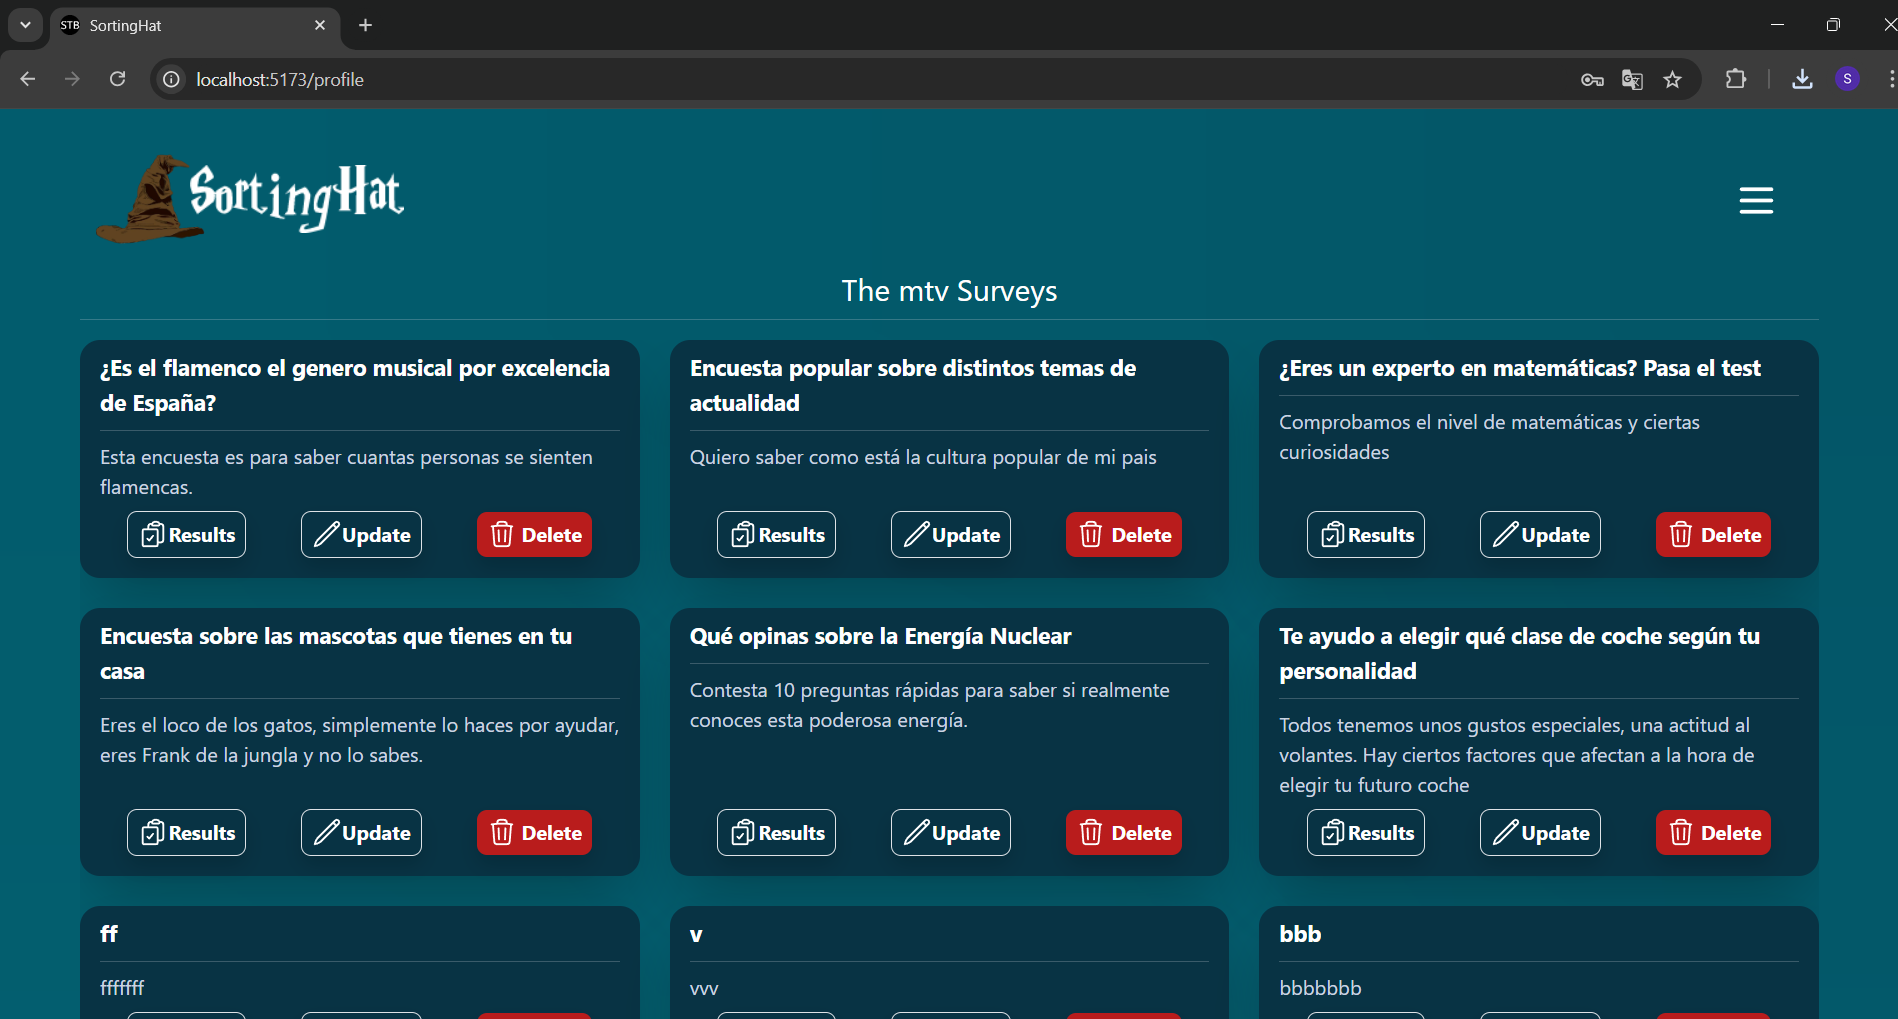 STB SortingHat
localhost:5173/profile
S
SortingHat
The mtv Surveys
¿Es el flamenco el genero musical por excelencia
de España?
Esta encuesta es para saber cuantas personas se sienten
flamencas.
Results Update Delete
Encuesta popular sobre distintos temas de
actualidad
Quiero saber como está la cultura popular de mi pais
Results Update Delete
¿Eres un experto en matemáticas? Pasa el test
Comprobamos el nivel de matemáticas y ciertas
curiosidades
Results Update Delete
Encuesta sobre las mascotas que tienes en tu
casa
Eres el loco de los gatos, simplemente lo haces por ayudar,
eres Frank de la jungla y no lo sabes.
Results Update Delete
Qué opinas sobre la Energía Nuclear
Contesta 10 preguntas rápidas para saber si realmente
conoces esta poderosa energía.
Results Update Delete
Te ayudo a elegir qué clase de coche según tu
personalidad
Todos tenemos unos gustos especiales, una actitud al
volantes. Hay ciertos factores que afectan a la hora de
elegir tu futuro coche
Results Update Delete
ff
fffffff
v
vvv
bbb
bbbbbbb